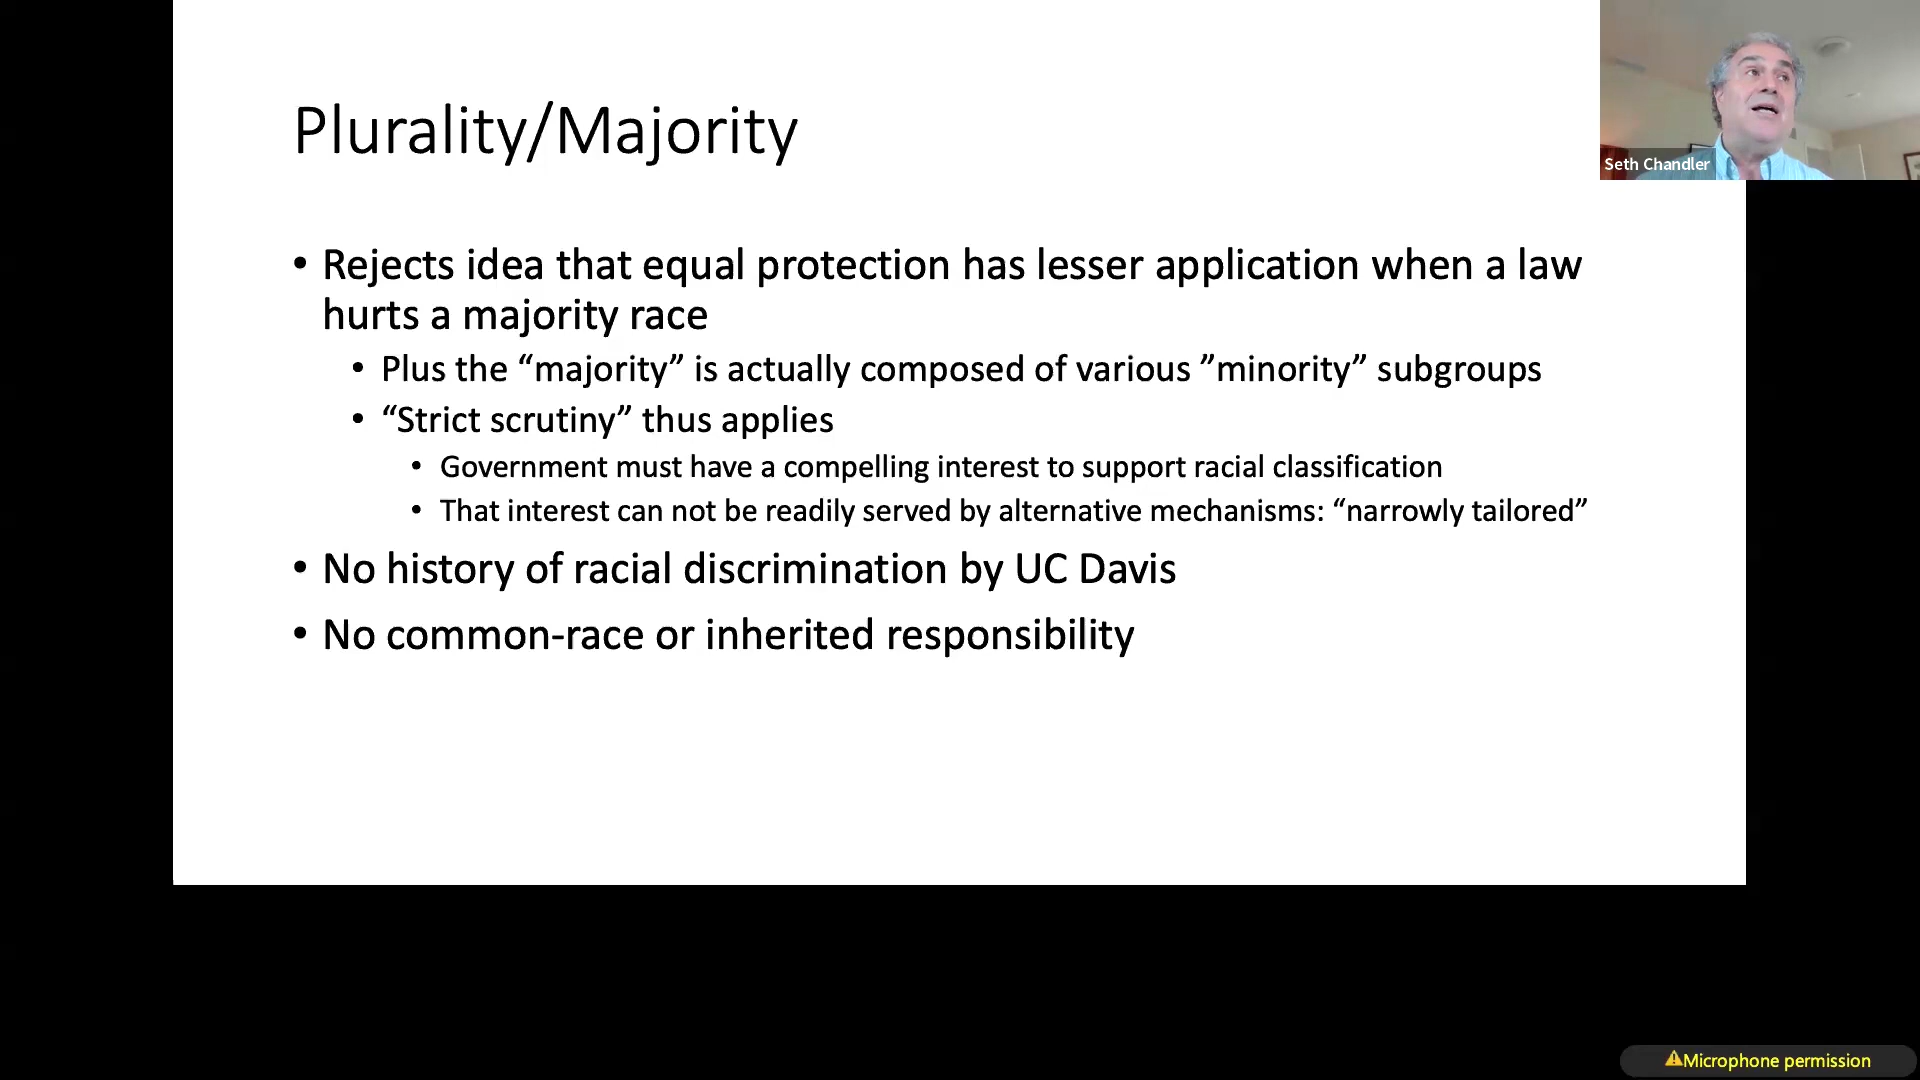 Plurality/Majority
• Rejects idea that equal protection has lesser application when a law
hurts a majority race
• Plus the “majority” is actually composed of various ”minority” subgroups
• “Strict scrutiny” thus applies
• Government must have a compelling interest to support racial classification
• That interest can not be readily served by alternative mechanisms: “narrowly tailored”
• No history of racial discrimination by UC Davis
• No common-race or inherited responsibility
Seth Chandler
Microphone permission